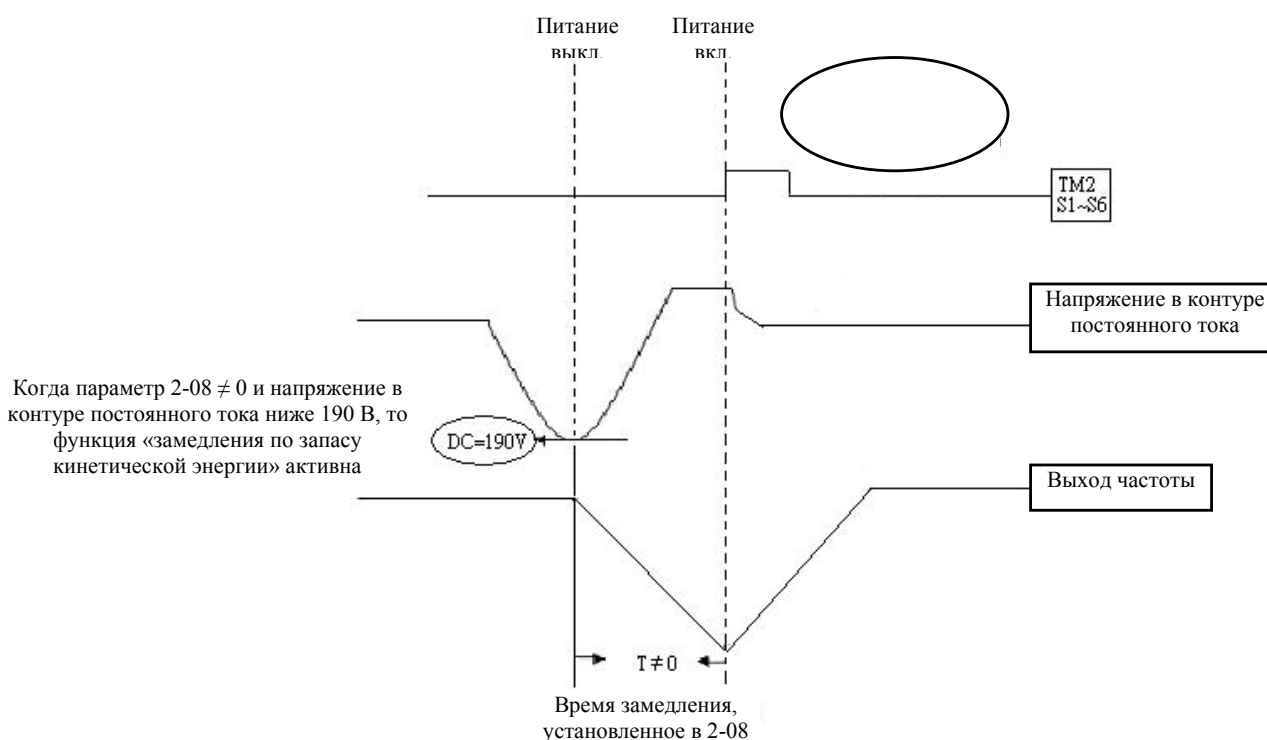 Питание
выкл.
Питание
вкл.
TM2
S1~S6
Напряжение в контуре
постоянного тока
Когда параметр 2-08 ≠ 0 и напряжение в
контуре постоянного тока ниже 190 В, то
функция «замедления по запасу
кинетической энергии» активна
DC=190V
Выход частоты
T≠0
Время замедления,
установленное в 2-08